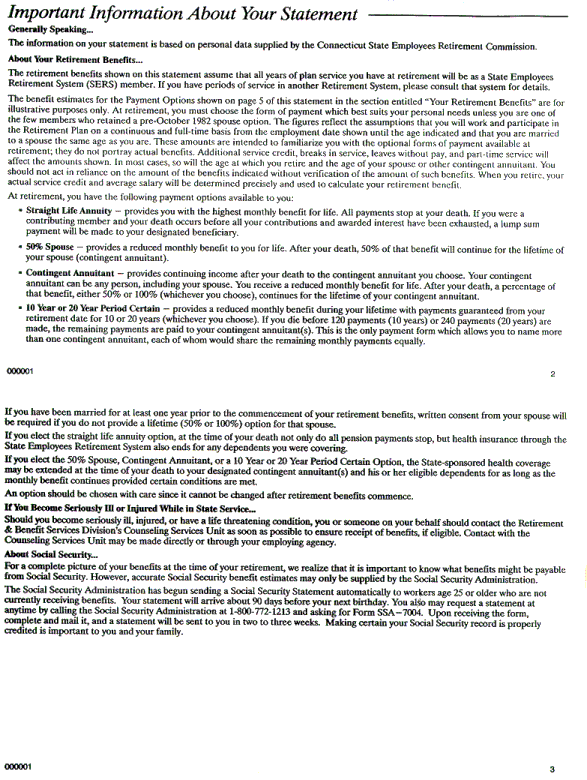 Important Information About Your Statement
Generally Speaking...
The information on your statement is based on personal data supplied by the Connecticut State Employees Retirement Commission.
About Your Retirement Benefits...
The retirement benefits shown on this statement assume that all years of plan service you have at retirement will be as a State Employees
Retirement System (SERS) member. If you have periods of service in another Retirement System, please consult that system for details.
The benefit estimates for the Payment Options shown on page 5 of this statement in the section entitled "Your Retirement Benefits" are for
illustrative purposes only. At retirement, you must choose the form of payment which best suits your personal needs unless you are one of
the few members who retained a pre-October 1982 spouse option. The figures reflect the assumptions that you will work and participate in
the Retirement Plan on a continuous and full-time basis from the employment date shown until the age indicated and that you are married
to a spouse the same age as you are. These amounts are intended to familiarize you with the optional forms of payment available at
retirement; they do not portray actual benefits. Additional service credit, breaks in service, leaves without pay, and part-time service will
affect the amounts shown. In most cases, so will the age at which you retire and the age of your spouse or other contingent annuitant. You
should not act in reliance on the amount of the benefits indicated without verification of the amount of such benefits. When you retire, your
actual service credit and average salary will be determined precisely and used to calculate your retirement benefit.
At retirement, you have the following payment options available to you:
• Straight Life Annuity — provides you with the highest monthly benefit for life. All payments stop at your death. If you were a
contributing member and your death occurs before all your contributions and awarded interest have been exhausted, a lump sum
payment will be made to your designated beneficiary.
• 50% Spouse — provides a reduced monthly benefit to you for life. After your death, 50% of that benefit will continue for the lifetime of
your spouse (contingent annuitant).
• Contingent Annuitant — provides continuing income after your death to the contingent annuitant you choose. Your contingent
annuitant can be any person, including your spouse. You receive a reduced monthly benefit for life. After your death, a percentage of
that benefit, either 50% or 100% (whichever you choose), continues for the lifetime of your contingent annuitant.
• 10 Year or 20 Year Period Certain — provides a reduced monthly benefit during your lifetime with payments guaranteed from your
retirement date for 10 or 20 years (whichever you choose). If you die before 120 payments (10 years) or 240 payments (20 years) are
made, the remaining payments are paid to your contingent annuitant(s). This is the only payment form which allows you to name more
than one contingent annuitant, each of whom would share the remaining monthly payments equally.
000001
2
If you have been married for at least one year prior to the commencement of your retirement benefits, written consent from your spouse will
be required if you do not provide a lifetime (50% or 100%) option for that spouse.
If you elect the straight life annuity option, at the time of your death not only do all pension payments stop, but health insurance through the
State Employees Retirement System also ends for any dependents you were covering.
If you elect the 50% Spouse, Contingent Annuitant, or a 10 Year or 20 Year Period Certain Option, the State-sponsored health coverage
may be extended at the time of your death to your designated contingent annuitant(s) and his or her eligible dependents for as long as the
monthly benefit continues provided certain conditions are met.
An option should be chosen with care since it cannot be changed after retirement benefits commence.
If You Become Seriously Ill or Injured While in State Service...
Should you become seriously ill, injured, or have a life threatening condition, you or someone on your behalf should contact the Retirement
& Benefit Services Division's Counseling Services Unit as soon as possible to ensure receipt of benefits, if eligible. Contact with the
Counseling Services Unit may be made directly or through your employing agency.
About Social Security...
For a complete picture of your benefits at the time of your retirement, we realize that it is important to know what benefits might be payable
from Social Security. However, accurate Social Security benefit estimates may only be supplied by the Social Security Administration.
The Social Security Administration has begun sending a Social Security Statement automatically to workers age 25 or older who are not
currently receiving benefits. Your statement will arrive about 90 days before your next birthday. You also may request a statement at
anytime by calling the Social Security Administration at 1-800-772-1213 and asking for Form SSA-7004. Upon receiving the form,
complete and mail it, and a statement will be sent to you in two to three weeks. Making certain your Social Security record is properly
credited is important to you and your family.
000001
3